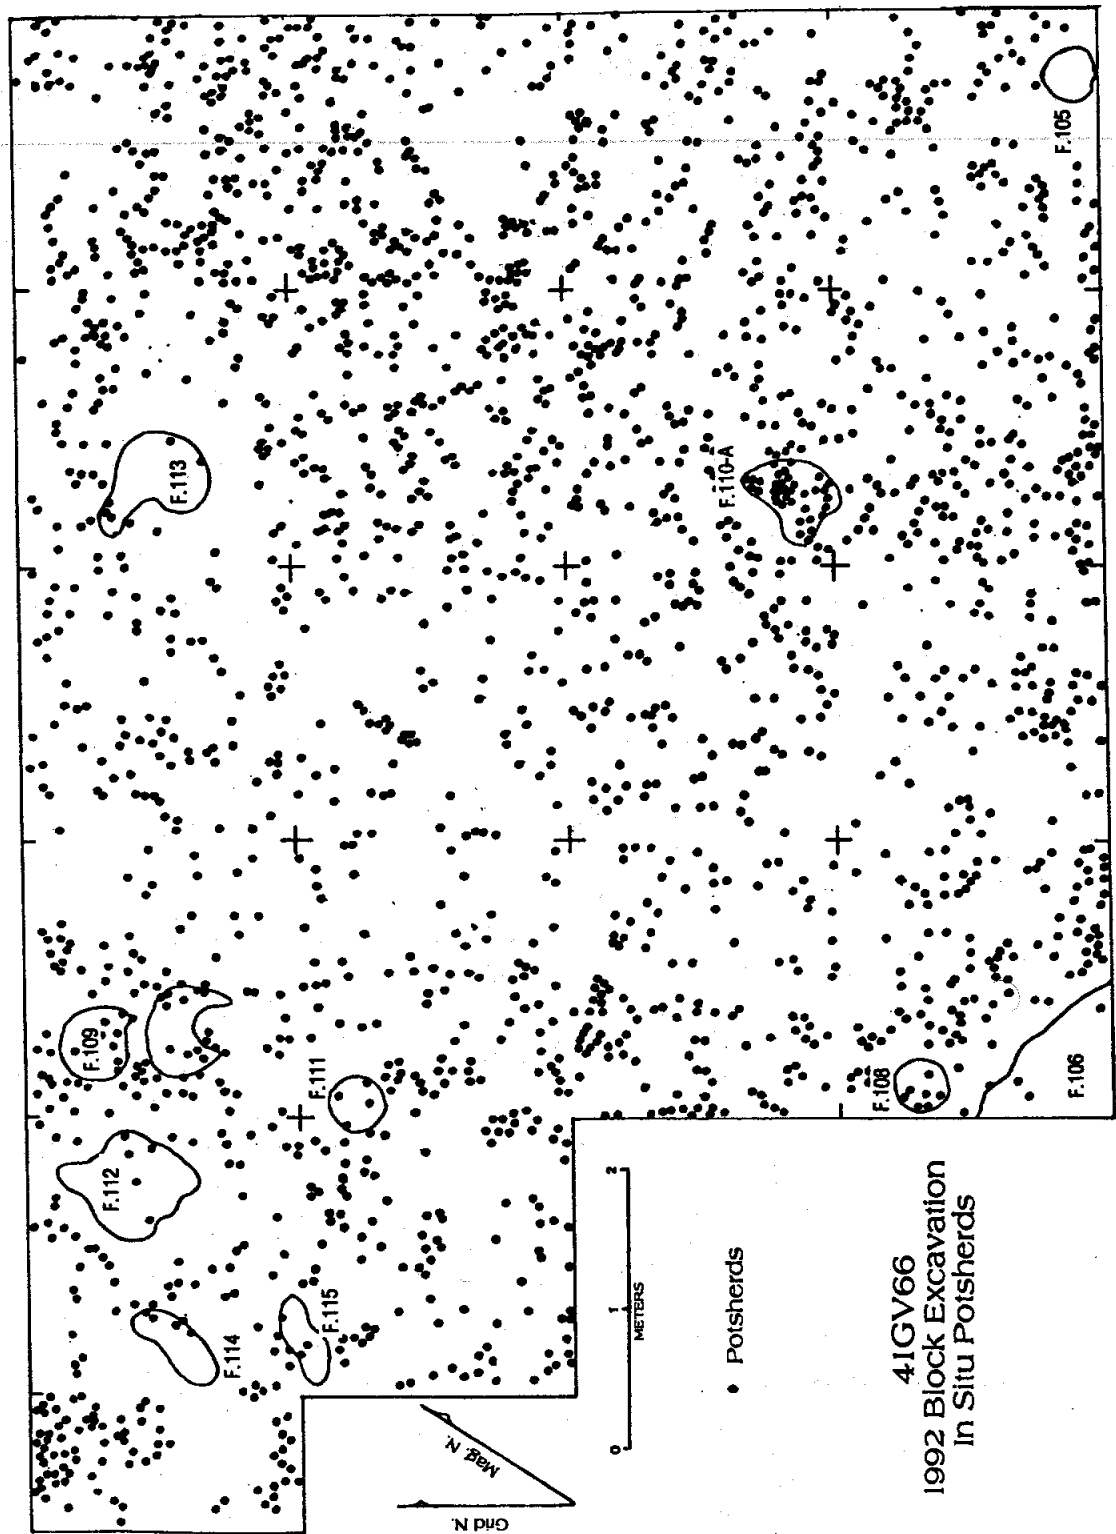 F.105
F.113
F.110-A
F.109
F.111
F.108
F.106
F.112
F.114
F.115
Mag. N.
Grid N.
0 1 2
METERS
• Potsherds
41GV66
1992 Block Excavation
In Situ Potsherds